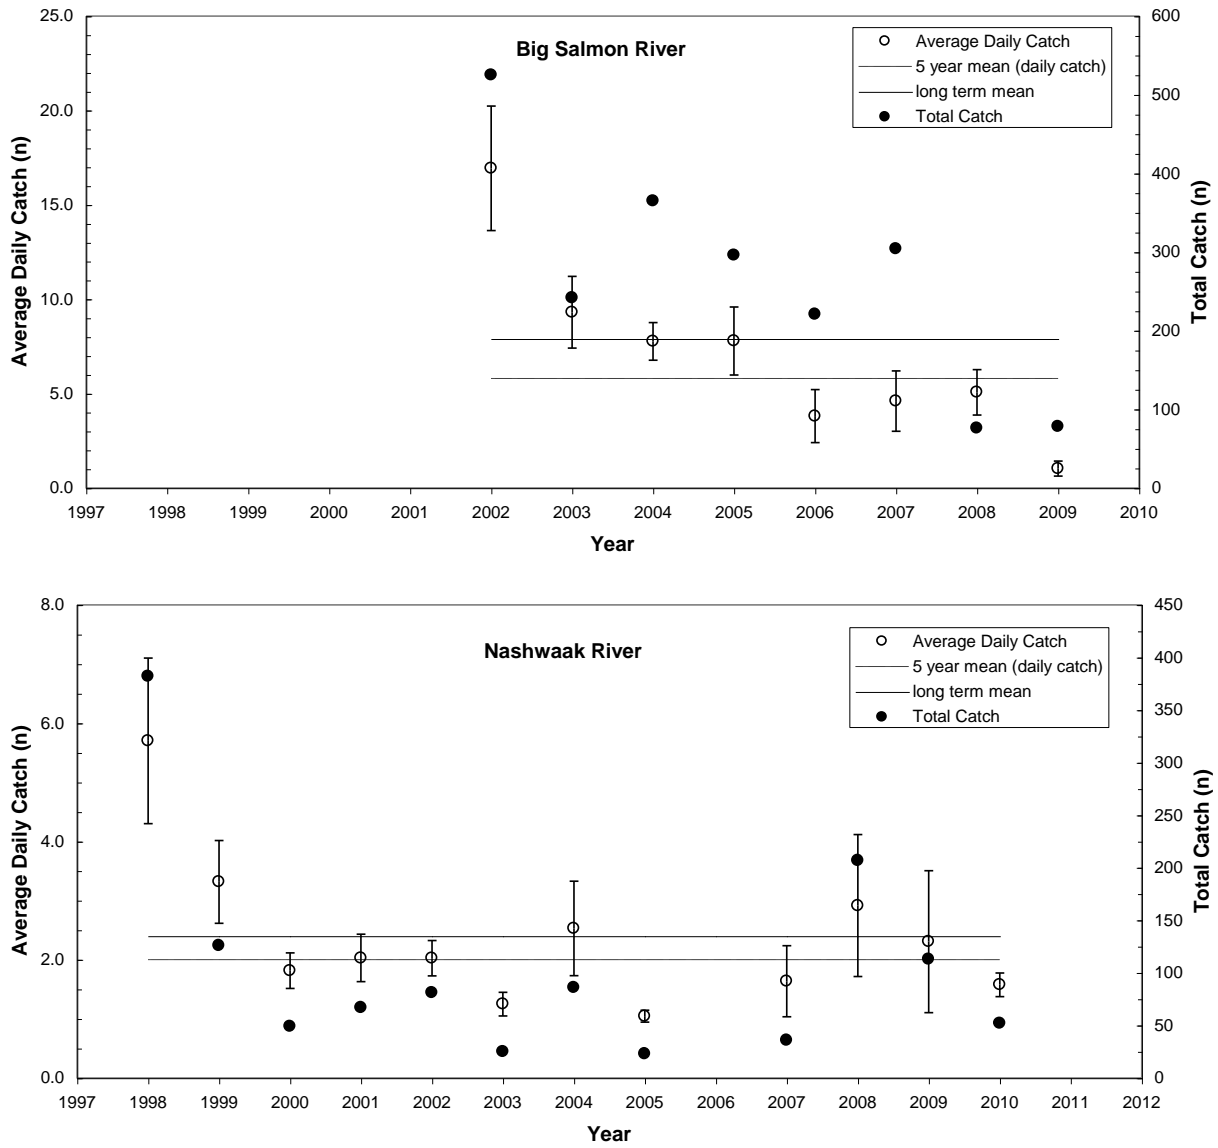 Big Salmon River
Average Daily Catch
5 year mean (daily catch)
long term mean
Total Catch
Average Daily Catch (n)
25.0
20.0
15.0
10.0
5.0
0.0
600
500
400
300
200
100
0
Total Catch (n)
1997 1998 1999 2000 2001 2002 2003 2004 2005 2006 2007 2008 2009 2010
Year
Nashwaak River
Average Daily Catch
5 year mean (daily catch)
long term mean
Total Catch
Average Daily Catch (n)
8.0
6.0
4.0
2.0
0.0
450
400
350
300
250
200
150
100
50
0
Total Catch (n)
1997 1998 1999 2000 2001 2002 2003 2004 2005 2006 2007 2008 2009 2010 2011 2012
Year